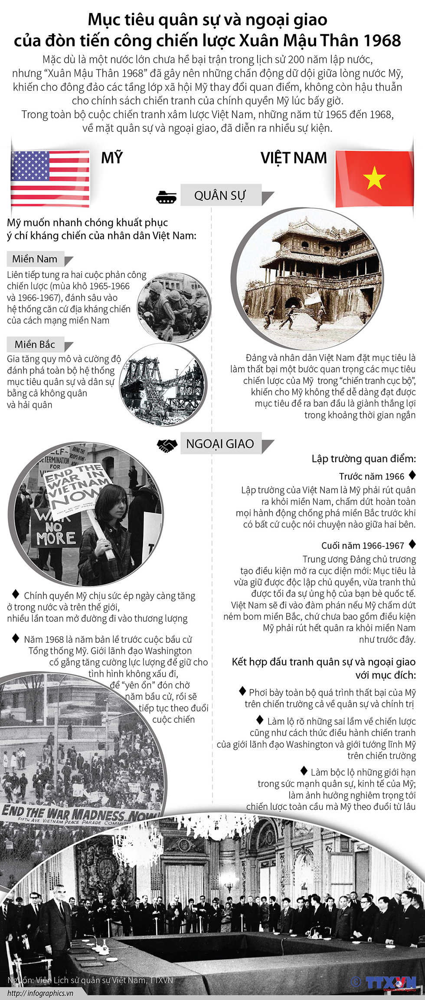 Mục tiêu quân sự và ngoại giao
của đòn tiến công chiến lược Xuân Mậu Thân 1968
Mặc dù là một nước lớn chưa hề bại trận trong lịch sử 200 năm lập nước,
nhưng “Xuân Mậu Thân 1968” đã gây nên những chấn động dữ dội giữa lòng nước Mỹ,
khiến cho đông đảo các tầng lớp xã hội Mỹ thay đổi quan điểm, không còn hậu thuẫn
cho chính sách chiến tranh của chính quyền Mỹ lúc bấy giờ.
Trong toàn bộ cuộc chiến tranh xâm lược Việt Nam, những năm từ 1965 đến 1968,
về mặt quân sự và ngoại giao, đã diễn ra nhiều sự kiện.
MỸ
VIỆT NAM
QUÂN SỰ
Mỹ muốn nhanh chóng khuất phục
ý chí kháng chiến của nhân dân Việt Nam:
Miền Nam
Liên tiếp tung ra hai cuộc phản công
chiến lược (mùa khô 1965-1966
và 1966-1967), đánh sâu vào
hệ thống căn cứ địa kháng chiến
của cách mạng miền Nam
Miền Bắc
Gia tăng quy mô và cường độ
đánh phá toàn bộ hệ thống
mục tiêu quân sự và dân sự
bằng cả không quân
và hải quân
Đảng và nhân dân Việt Nam đặt mục tiêu là
làm thất bại một bước quan trọng các mục tiêu
chiến lược của Mỹ trong “chiến tranh cục bộ”,
khiến cho Mỹ không thể dễ dàng đạt được
mục tiêu đề ra ban đầu là giành thắng lợi
trong khoảng thời gian ngắn
NGOẠI GIAO
BRING THE
TROOPS HOME
NOW!
SELF-
DETERMINATION
FOR
END THE
WAR IN
VIETNAM
NOW
WAR
NO
MORE
Chính quyền Mỹ chịu sức ép ngày càng tăng
ở trong nước và trên thế giới,
nhiều lần toan mở đường đi vào thương lượng
Năm 1968 là năm bản lề trước cuộc bầu cử
Tổng thống Mỹ. Giới lãnh đạo Washington
cố gắng tăng cường lực lượng để giữ cho
tình hình không xấu đi,
để “yên ổn” đón chờ
năm bầu cử, rồi sẽ
tiếp tục theo đuổi
cuộc chiến
END THE WAR MADNESS..NOW
FIFTH AVE VIETNAM PEACE PARADE COMMITT
Lập trường quan điểm:
Trước năm 1966
Lập trường của Việt Nam là Mỹ phải rút quân
ra khỏi miền Nam, chấm dứt hoàn toàn
mọi hành động chống phá miền Bắc trước khi
có bất cứ cuộc nói chuyện nào giữa hai bên.
Cuối năm 1966-1967
Trung ương Đảng chủ trương
tạo điều kiện mở ra cục diện mới: Mục tiêu là
vừa giữ được độc lập chủ quyền, vừa tranh thủ
được tối đa sự ủng hộ của bạn bè quốc tế.
Việt Nam sẽ đi vào đàm phán nếu Mỹ chấm dứt
ném bom miền Bắc, chứ chưa bao gồm điều kiện
Mỹ phải rút hết quân ra khỏi miền Nam
như trước đây.
Kết hợp đấu tranh quân sự và ngoại giao
với mục đích:
Phơi bày toàn bộ quá trình thất bại của Mỹ
trên chiến trường cả về quân sự và chính trị
Làm lộ rõ những sai lầm về chiến lược
cũng như cách thức điều hành chiến tranh
của giới lãnh đạo Washington và giới tướng lĩnh Mỹ
trên chiến trường
Làm bộc lộ những giới hạn
trong sức mạnh quân sự, kinh tế của Mỹ;
làm ảnh hưởng nghiêm trọng tới
chiến lược toàn cầu mà Mỹ theo đuổi từ lâu
Nguồn: Viện Lịch sử quân sự Việt Nam, TTXVN
© TTXVN
Vietnam News Agency
http:// infographics.vn